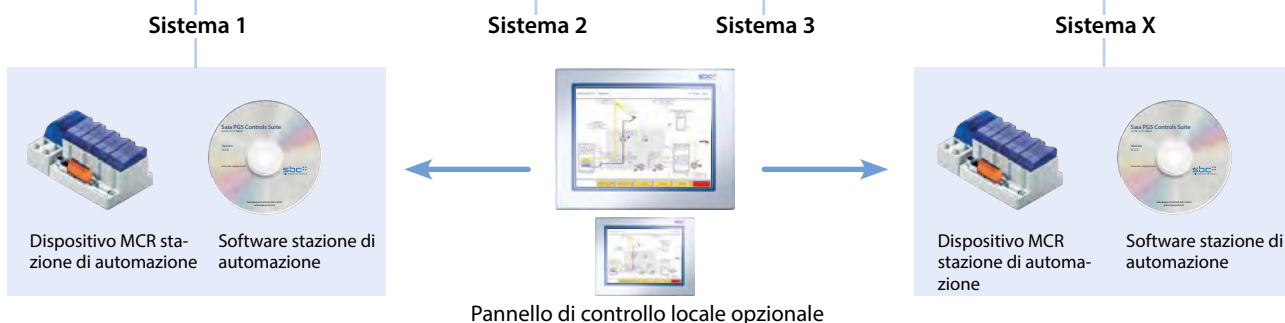 Sistema 1
Sistema 2
Sistema 3
Sistema X
sbc
Saia PG5 Controls Suite
sbc
Dispositivo MCR sta-
zione di automazione
Software stazione di
automazione
Pannello di controllo locale opzionale
Saia PG5 Controls Suite
sbc
Dispositivo MCR
stazione di automa-
zione
Software stazione di
automazione